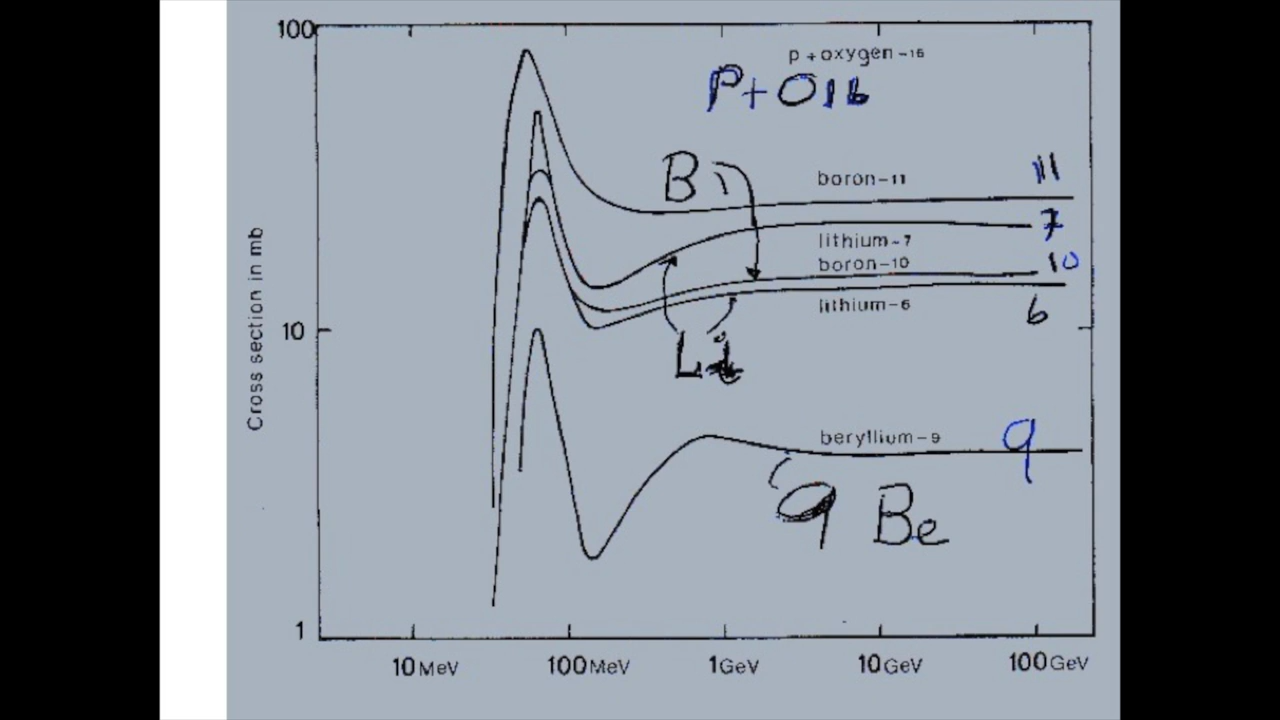 100
p + oxygen-16
P+O16
B
boron-11
11
lithium-7
7
boron-10
10
lithium-6
6
Cross section in mb
10
Li
beryllium-9
9
9 Be
1
10 MeV
100 MeV
1 GeV
10 GeV
100 GeV